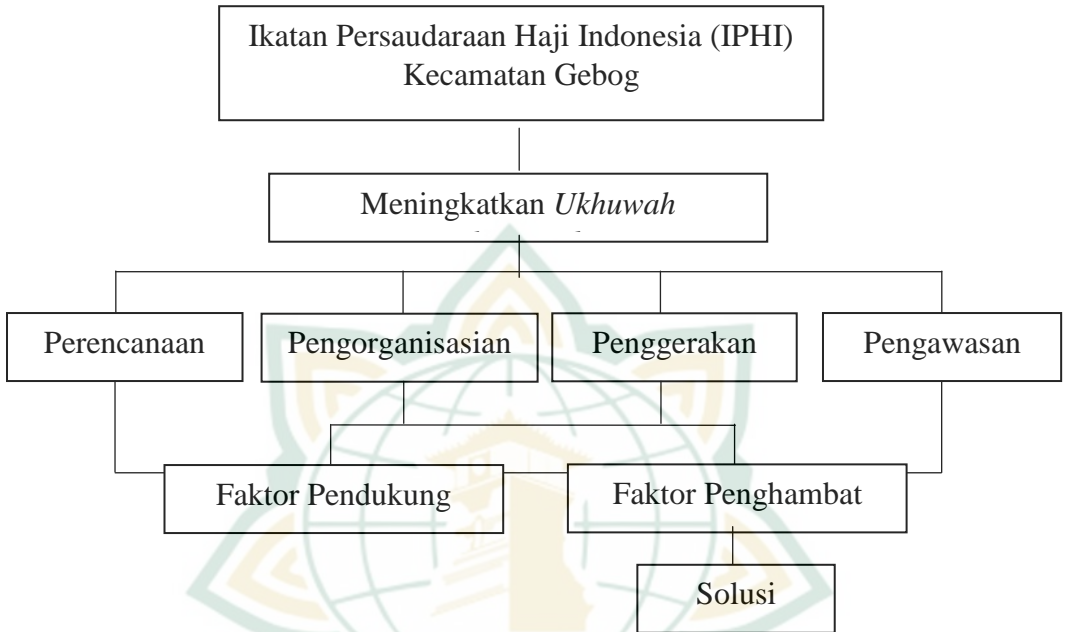 Ikatan Persaudaraan Haji Indonesia (IPHI)
Kecamatan Gebog
Meningkatkan Ukhuwah
Perencanaan
Pengorganisasian
Penggerakan
Pengawasan
Faktor Pendukung
Faktor Penghambat
Solusi